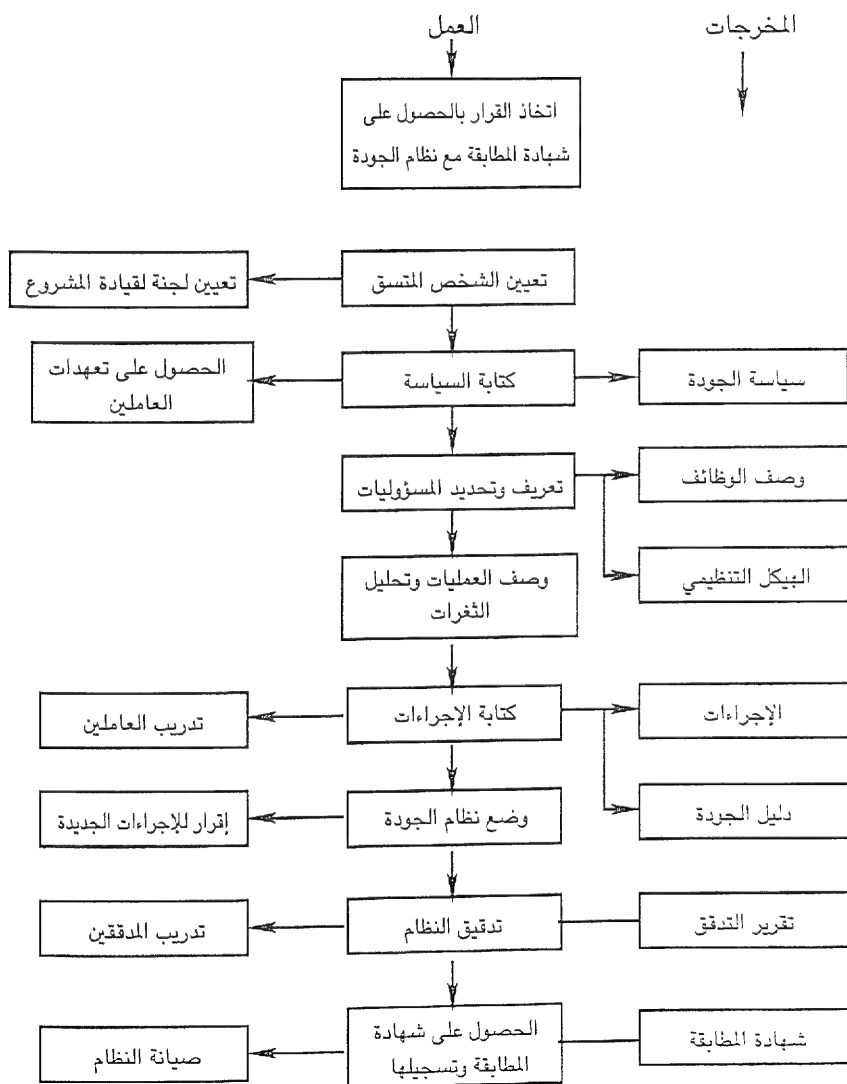 المخرجات
العمل
اتخاذ القرار بالحصول على
شهادة المطابقة مع نظام الجودة
تعيين الشخص المتسق
تعيين لجنة لقيادة المشروع
سياسة الجودة
كتابة السياسة
الحصول على تعهدات
العاملين
وصف الوظائف
تعريف وتحديد المسؤوليات
الهيكل التنظيمي
وصف العمليات وتحليل
الثغرات
الإجراءات
كتابة الإجراءات
تدريب العاملين
دليل الجودة
وضع نظام الجودة
إقرار للإجراءات الجديدة
تقرير التدقق
تدقيق النظام
تدريب المدققين
شهادة المطابقة
الحصول على شهادة
المطابقة وتسجيلها
صيانة النظام